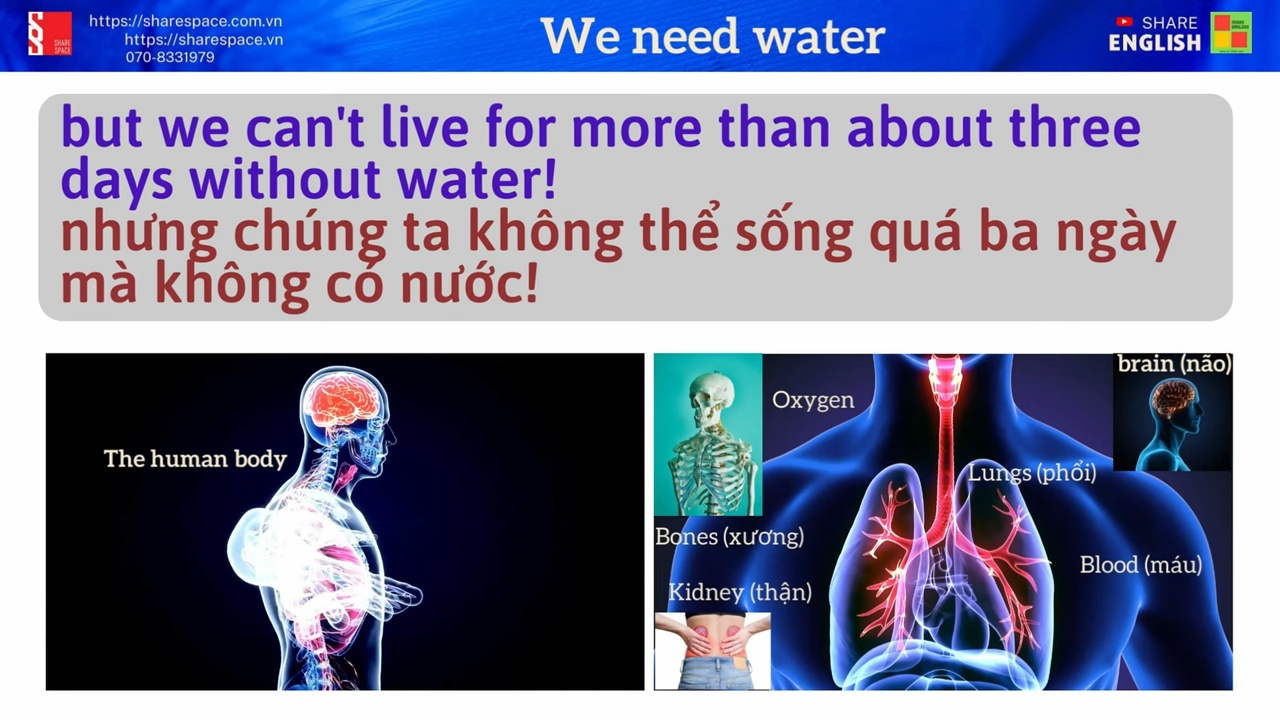 SHARE
SPACE
https://sharespace.com.vn
https://sharespace.vn
070-8331979
We need water
SHARE
ENGLISH
but we can't live for more than about three
days without water!
nhưng chúng ta không thể sống quá ba ngày
mà không có nước!
The human body
Oxygen
brain (não)
Lungs (phổi)
Bones (xương)
Blood (máu)
Kidney (thận)